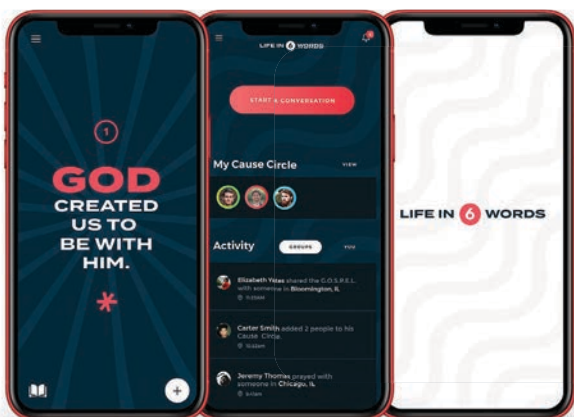 1
GOD
CREATED
US TO
BE WITH
HIM.
*
+
LIFE IN 6 WORDS
START A CONVERSATION
My Cause Circle VIEW
Activity GROUPS YOU
Elizabeth Yates shared the G.O.S.P.E.L.
with someone in Bloomington, IL
11:20AM
Carter Smith added 2 people to his
Cause Circle.
Jeremy Thomas prayed with
someone in Chicago, IL
LIFE IN 6 WORDS